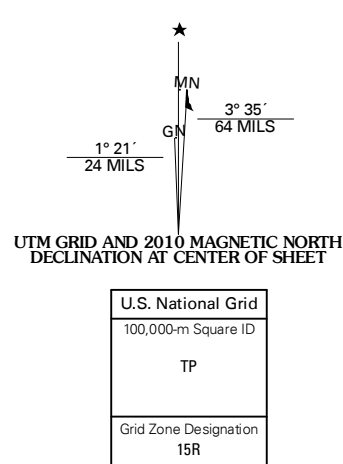 MN
3° 35´
64 MILS
GN
1° 21´
24 MILS
UTM GRID AND 2010 MAGNETIC NORTH
DECLINATION AT CENTER OF SHEET
U.S. National Grid
100,000-m Square ID
TP
Grid Zone Designation
15R